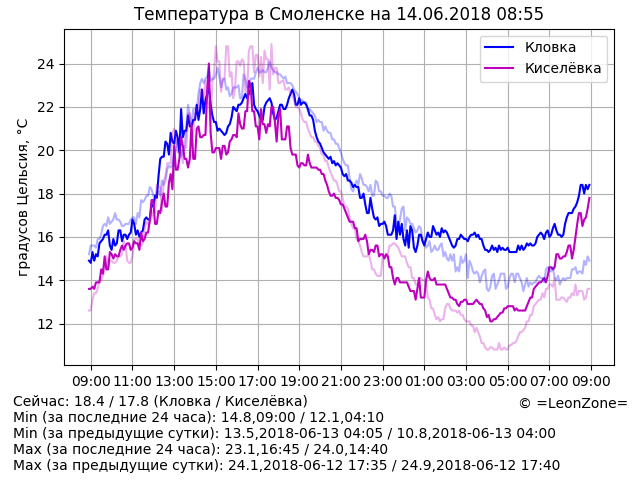 Температура в Смоленске на 14.06.2018 08:55
Кловка
Киселёвка
градусов Цельсия, °C
24
22
20
18
16
14
12
09:00 11:00 13:00 15:00 17:00 19:00 21:00 23:00 01:00 03:00 05:00 07:00 09:00
Сейчас: 18.4 / 17.8 (Кловка / Киселёвка)
© =LeonZone=
Min (за последние 24 часа): 14.8,09:00 / 12.1,04:10
Min (за предыдущие сутки): 13.5,2018-06-13 04:05 / 10.8,2018-06-13 04:00
Max (за последние 24 часа): 23.1,16:45 / 24.0,14:40
Max (за предыдущие сутки): 24.1,2018-06-12 17:35 / 24.9,2018-06-12 17:40